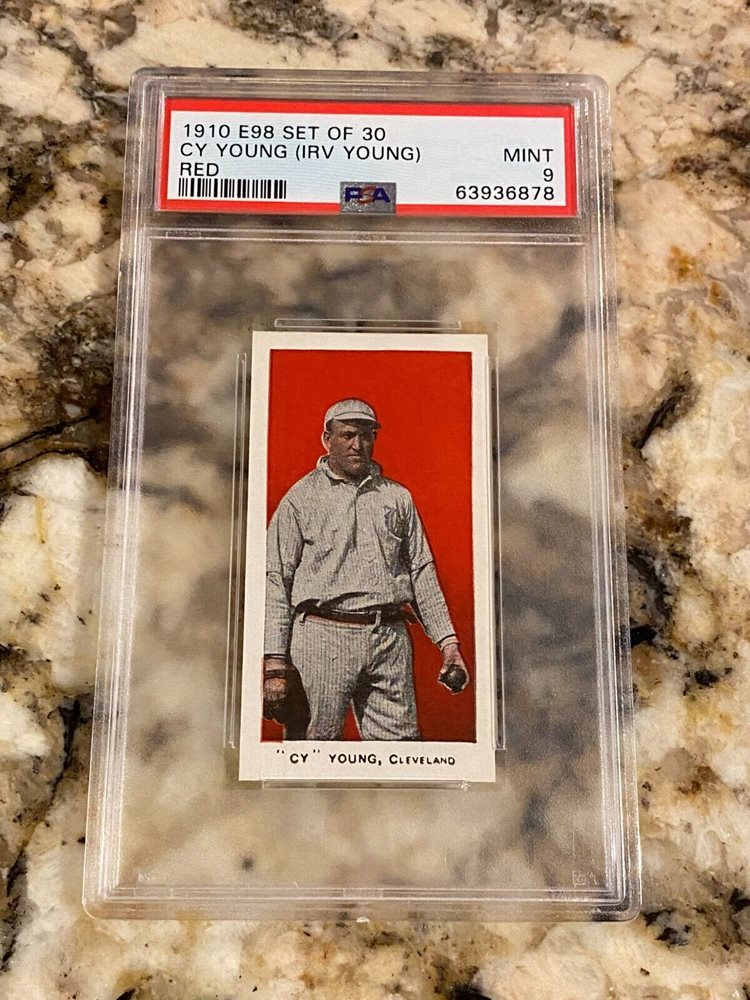 1910 E98 SET OF 30
CY YOUNG (IRV YOUNG) MINT
RED 9
PSA 63936878
"CY" YOUNG, CLEVELAND